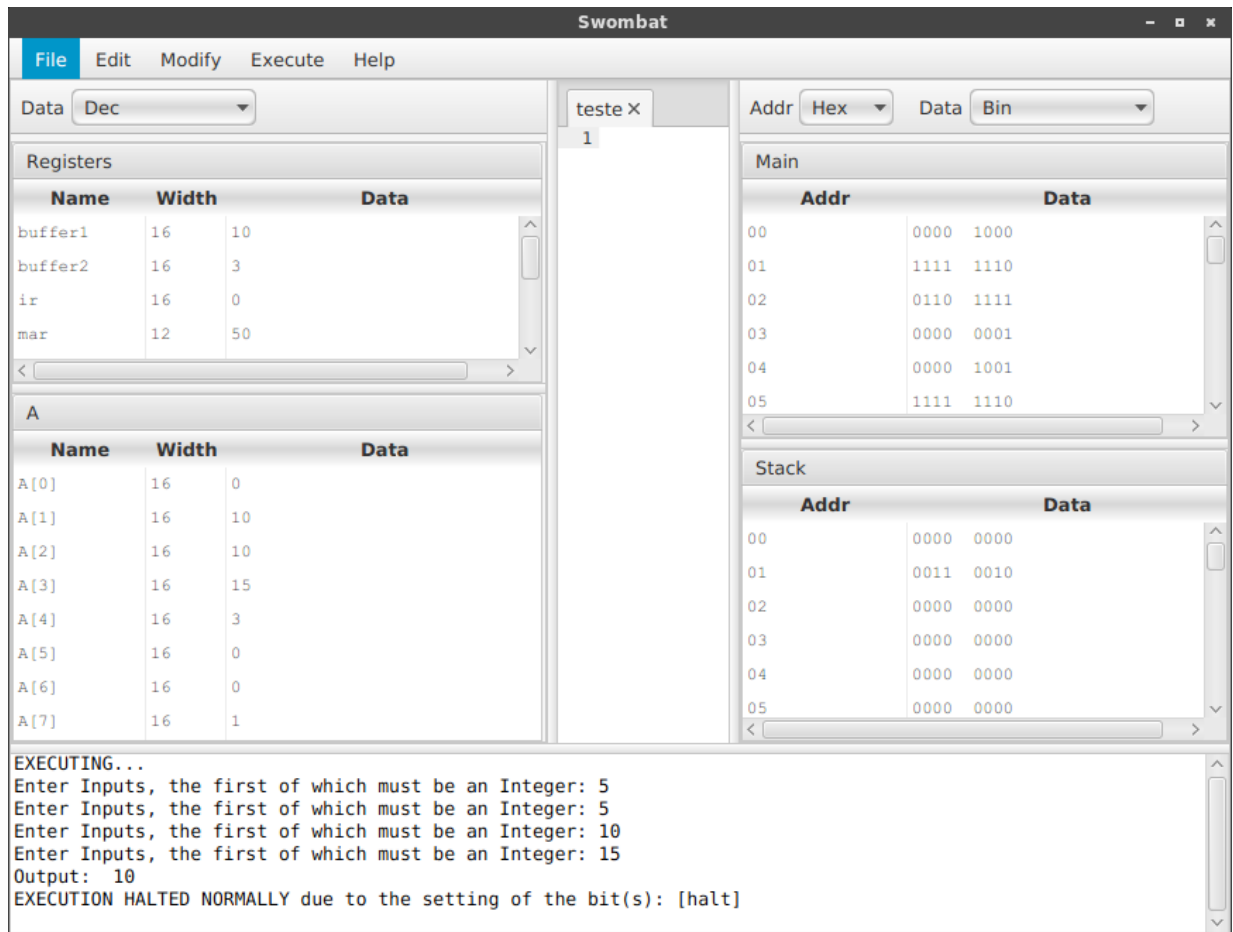 Swombat
File Edit Modify Execute Help
Data Dec
Registers
Name Width Data
buffer1 16 10
buffer2 16 3
ir 16 0
mar 12 50
A
Name Width Data
A[0] 16 0
A[1] 16 10
A[2] 16 10
A[3] 16 15
A[4] 16 3
A[5] 16 0
A[6] 16 0
A[7] 16 1
teste
1
Addr Hex Data Bin
Main
Addr Data
00 0000 1000
01 1111 1110
02 0110 1111
03 0000 0001
04 0000 1001
05 1111 1110
Stack
Addr Data
00 0000 0000
01 0011 0010
02 0000 0000
03 0000 0000
04 0000 0000
05 0000 0000
EXECUTING...
Enter Inputs, the first of which must be an Integer: 5
Enter Inputs, the first of which must be an Integer: 5
Enter Inputs, the first of which must be an Integer: 10
Enter Inputs, the first of which must be an Integer: 15
Output: 10
EXECUTION HALTED NORMALLY due to the setting of the bit(s): [halt]